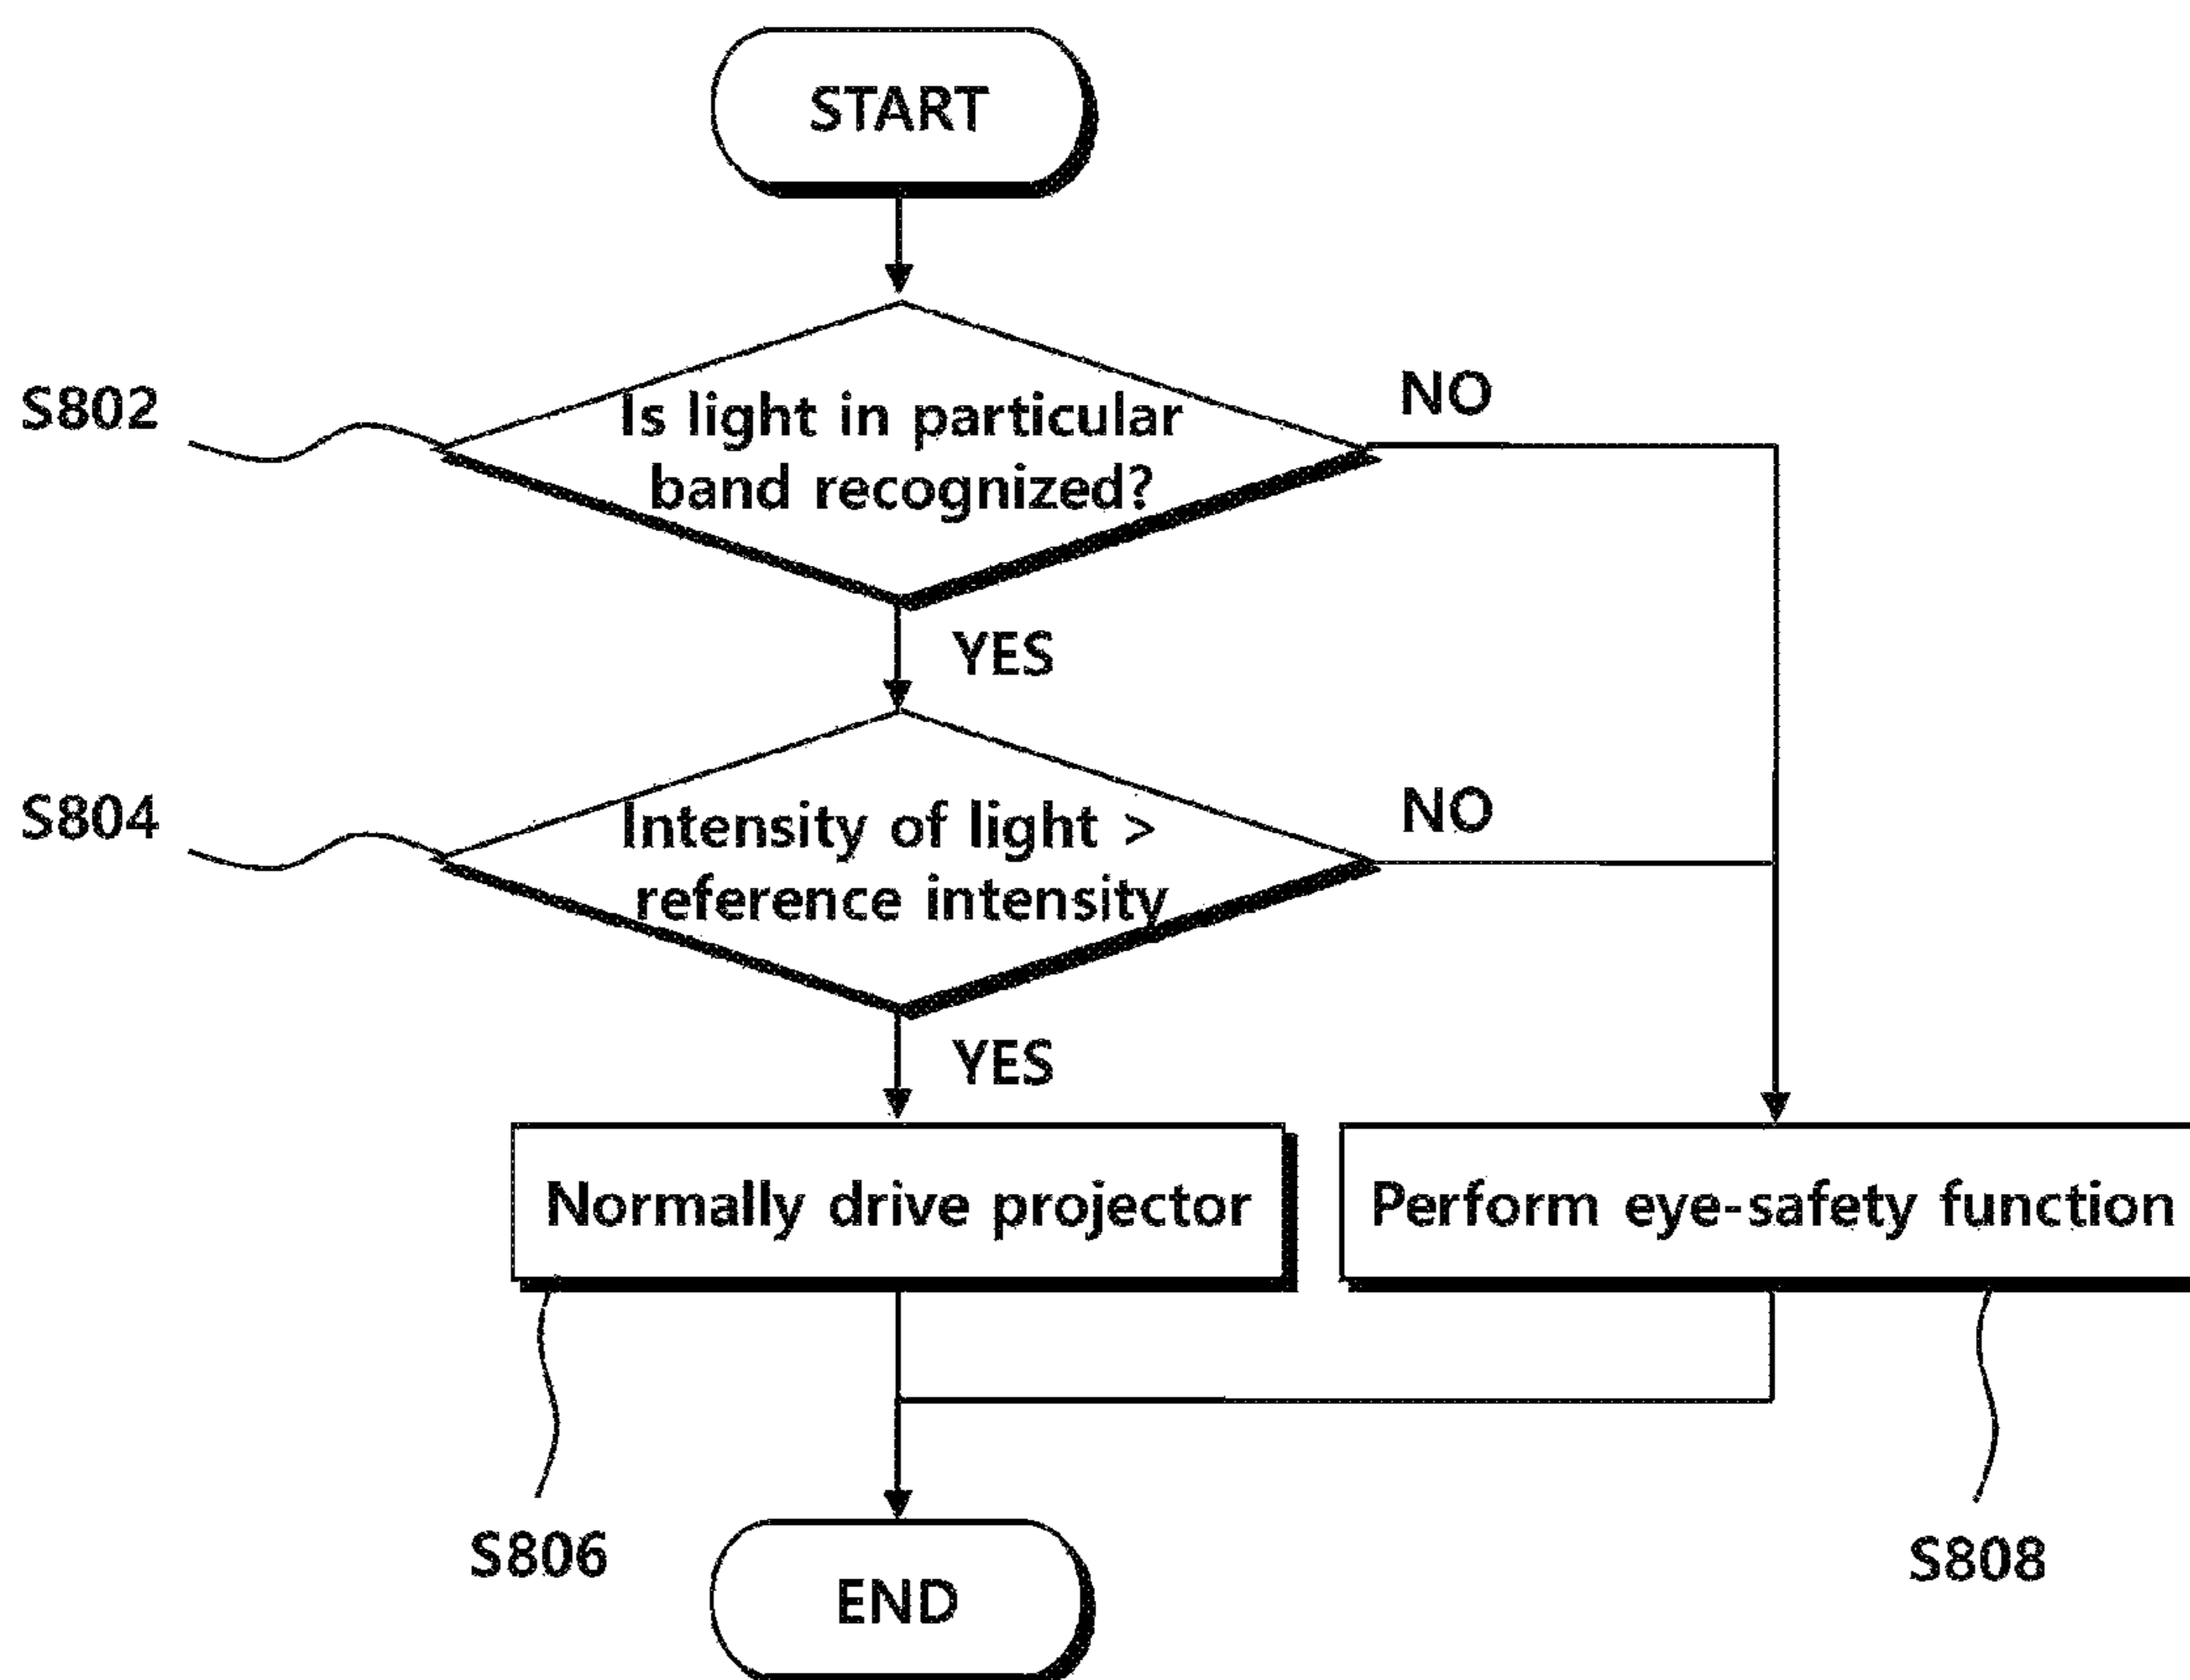 START
S802
Is light in particular
band recognized?
NO
YES
S804
Intensity of light >
reference intensity
NO
YES
Normally drive projector
Perform eye-safety function
S806
S808
END